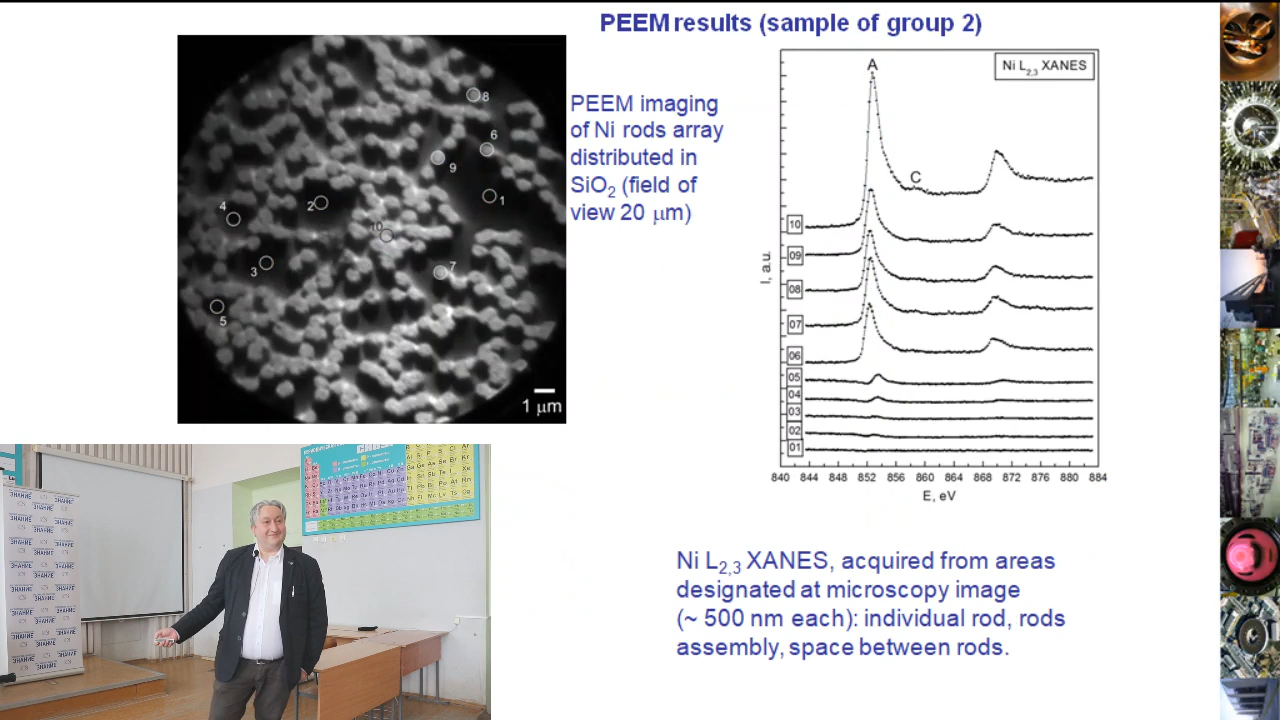 PEEM results (sample of group 2)
8
6
9
1
2
4
10
3
7
5
1 μm
PEEM imaging
of Ni rods array
distributed in
SiO2 (field of
view 20 μm)
Ni L2,3 XANES
A
C
I, a.u.
10
09
08
07
06
05
04
03
02
01
840 844 848 852 856 860 864 868 872 876 880 884
E, eV
Ni L2,3 XANES, acquired from areas
designated at microscopy image
(~ 500 nm each): individual rod, rods
assembly, space between rods.
ЗНАНИЕ